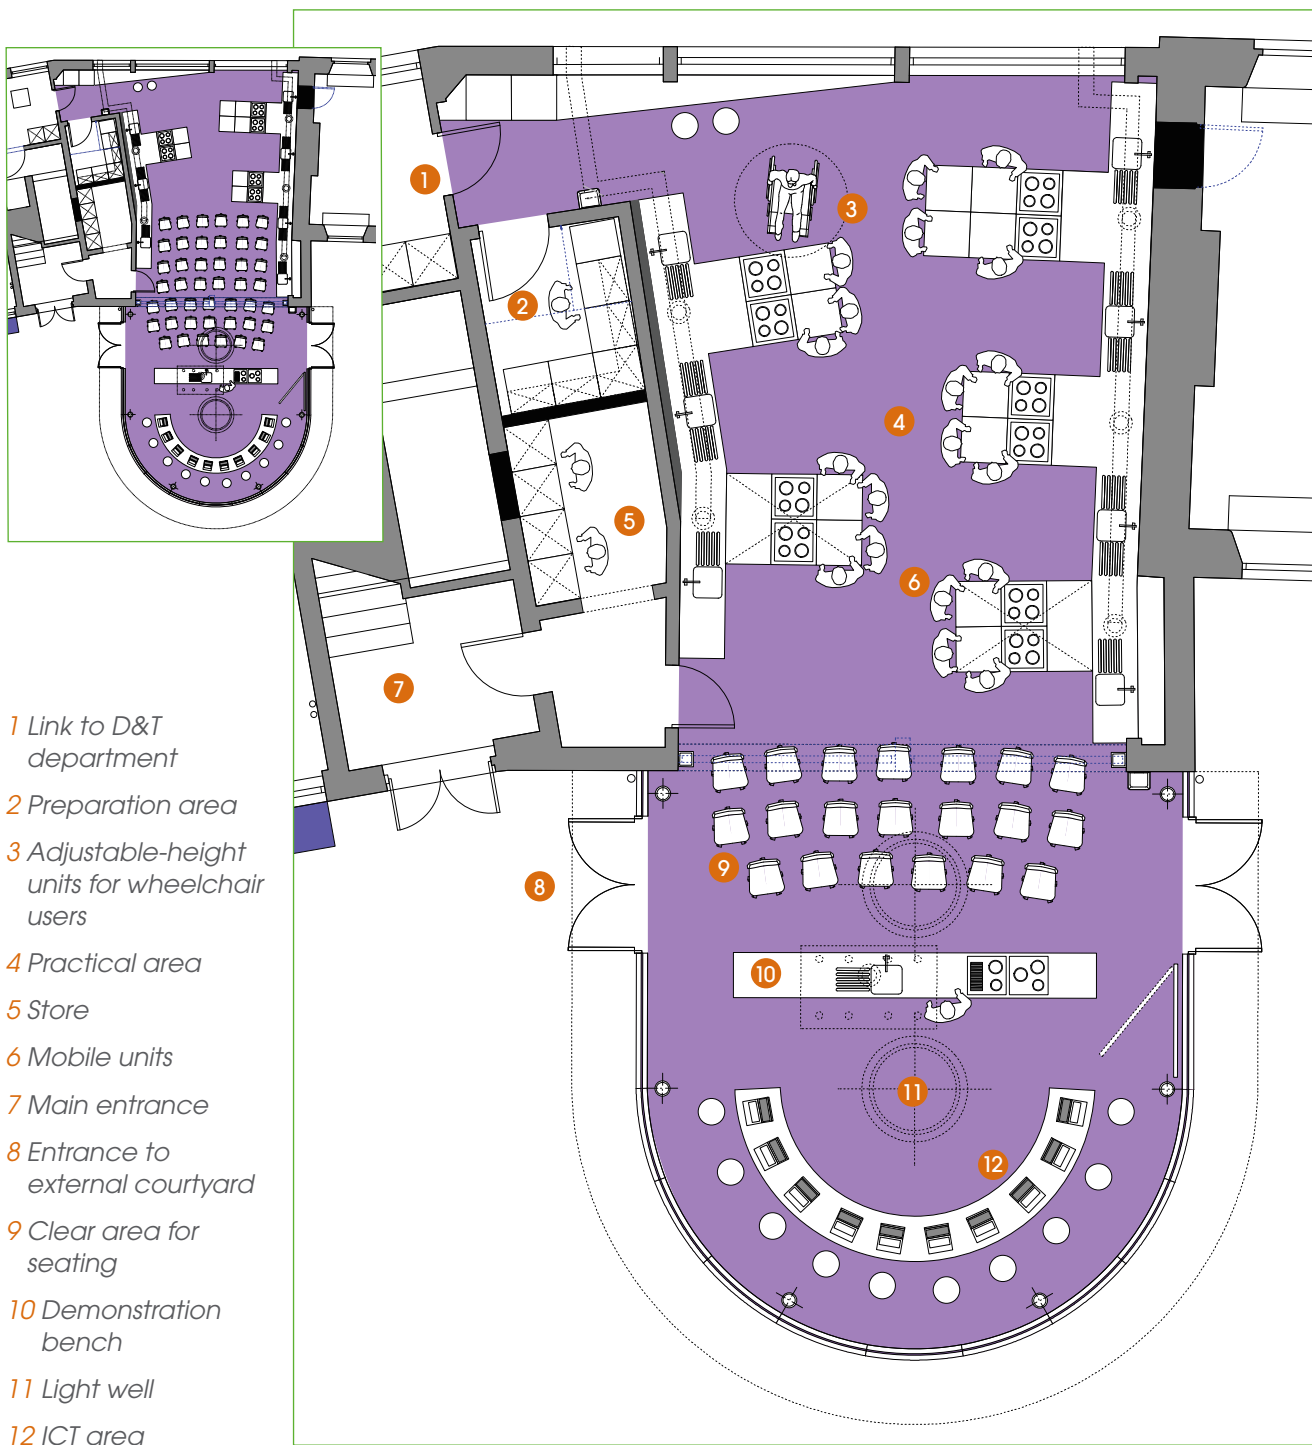 1
2
3
4
5
6
7
8
9
10
11
12
1 Link to D&T
department
2 Preparation area
3 Adjustable-height
units for wheelchair
users
4 Practical area
5 Store
6 Mobile units
7 Main entrance
8 Entrance to
external courtyard
9 Clear area for
seating
10 Demonstration
bench
11 Light well
12 ICT area